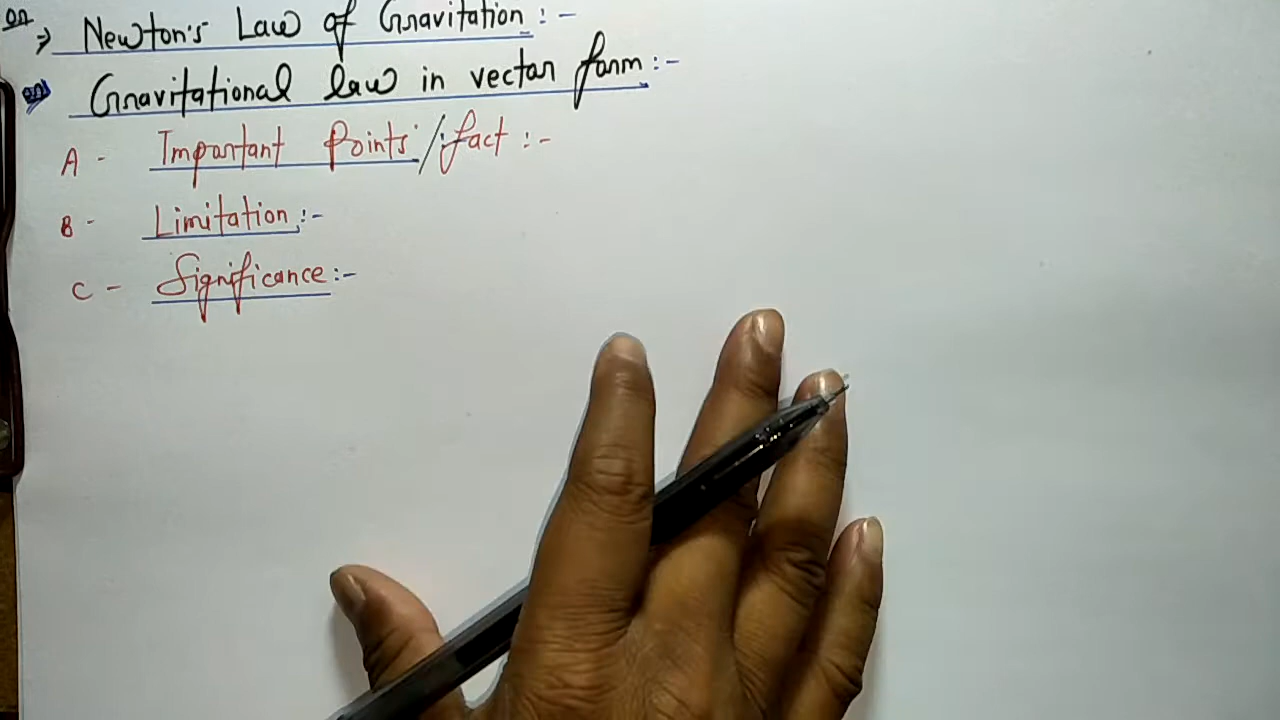 ⇒ Newton's Law of Gravitation :-
Gravitational law in vector form :-
A - Important Points / fact :-
B - Limitation :-
C - Significance :-